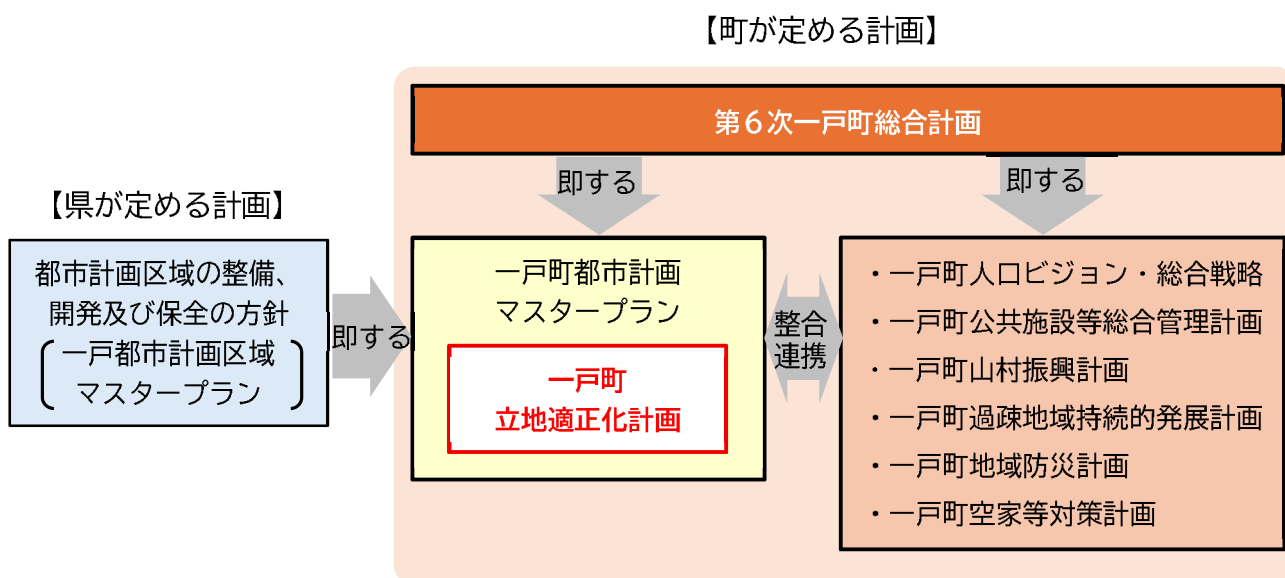 【町が定める計画】
第6次一戸町総合計画
即する
即する
【県が定める計画】
都市計画区域の整備、
開発及び保全の方針
一戸都市計画区域
マスタープラン
即する
一戸町都市計画
マスタープラン
一戸町
立地適正化計画
整合
連携
・一戸町人口ビジョン・総合戦略
・一戸町公共施設等総合管理計画
・一戸町山村振興計画
・一戸町過疎地域持続的発展計画
・一戸町地域防災計画
・一戸町空家等対策計画